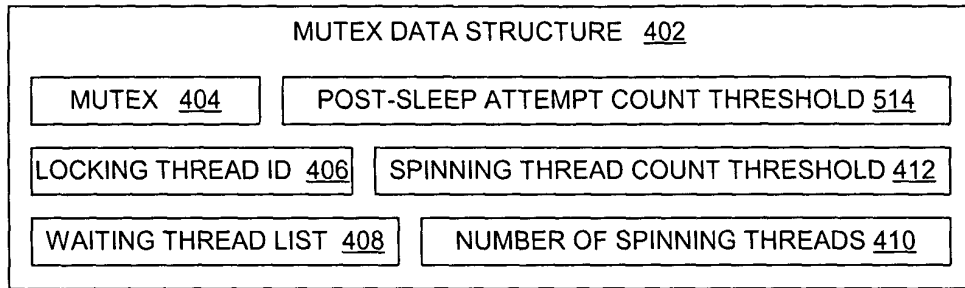 MUTEX DATA STRUCTURE 402
MUTEX 404
POST-SLEEP ATTEMPT COUNT THRESHOLD 514
LOCKING THREAD ID 406
SPINNING THREAD COUNT THRESHOLD 412
WAITING THREAD LIST 408
NUMBER OF SPINNING THREADS 410